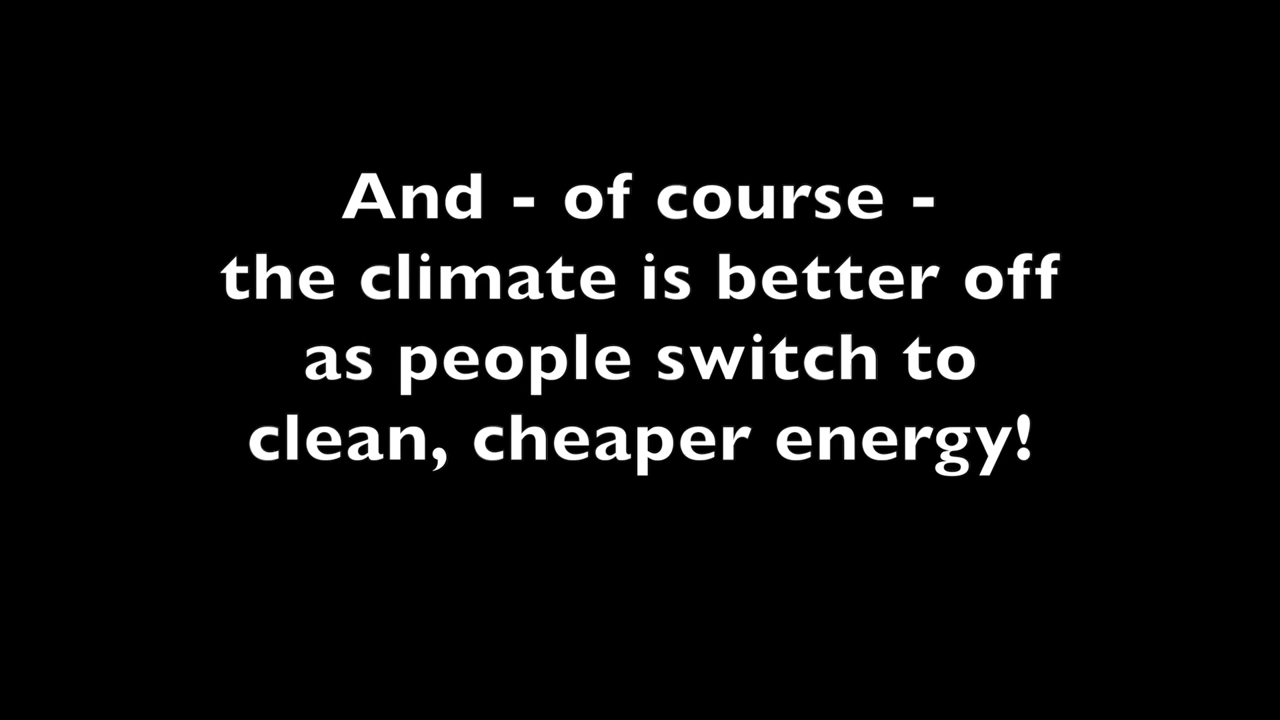 And - of course -
the climate is better off
as people switch to
clean, cheaper energy!